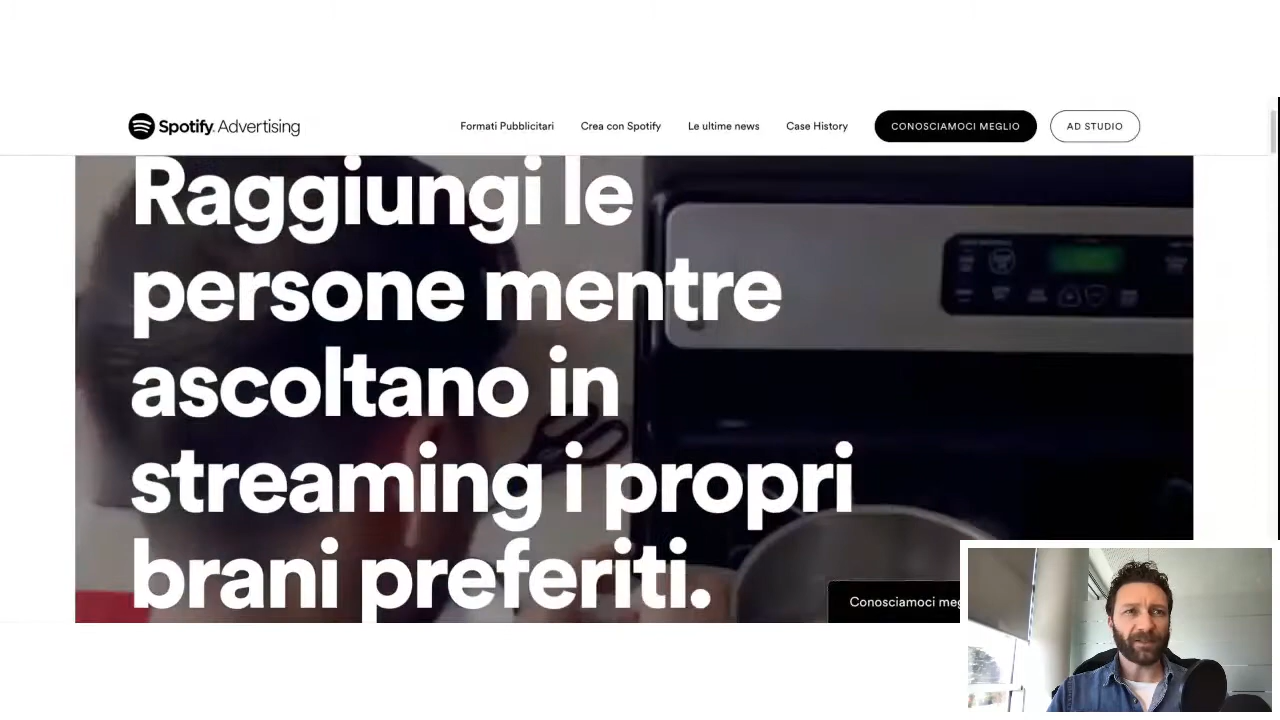 Spotify Advertising
Formati Pubblicitari
Crea con Spotify
Le ultime news
Case History
CONOSCIAMOCI MEGLIO
AD STUDIO
Raggiungi le
persone mentre
ascoltano in
streaming i propri
brani preferiti.
Conosciamoci